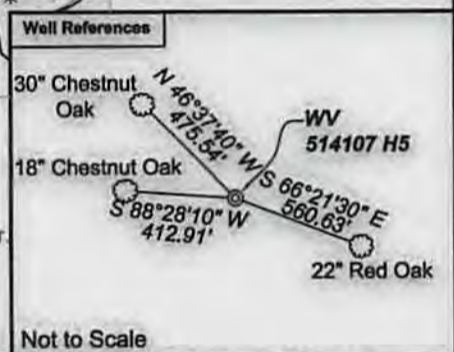 Well References
30" Chestnut
Oak
N 46°37'40" W
475.54'
WV
514107 H5
18" Chestnut Oak
S 88°28'10" W
412.91'
S 66°21'30" E
560.63'
22" Red Oak
Not to Scale